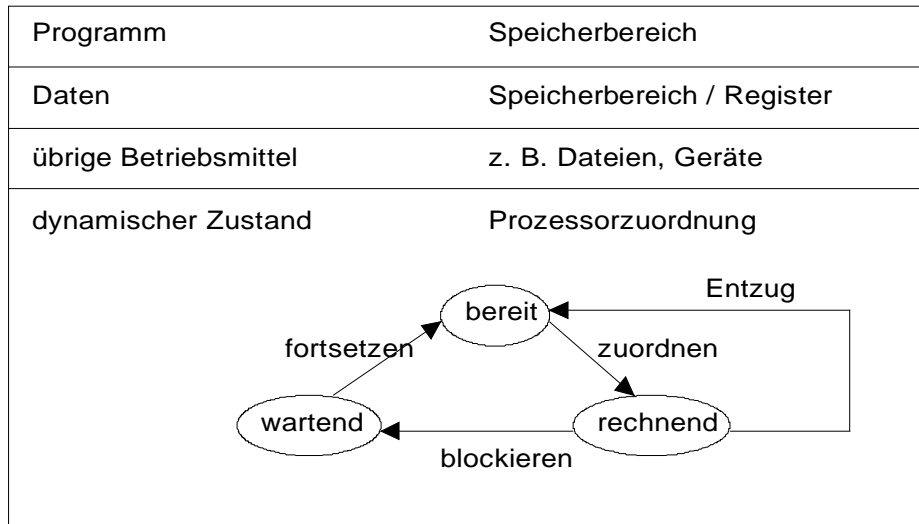 Programm Speicherbereich
Daten Speicherbereich / Register
übrige Betriebsmittel z. B. Dateien, Geräte
dynamischer Zustand Prozessorzuordnung
Entzug
bereit
fortsetzen zuordnen
wartend rechnend
blockieren